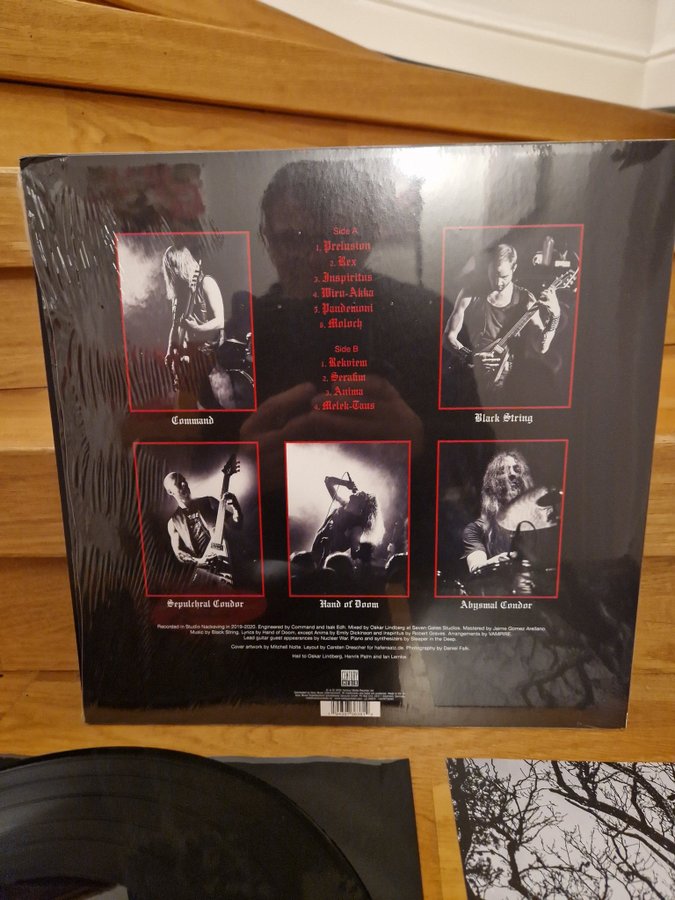 Side A
1. Prelusion
2. Rex
3. Inspiritus
4. Wiru-Akka
5. Pandemoni
6. Moloch
Side B
1. Rekviem
2. Serafim
3. Anima
4. Melek-Taus
Command
Black String
Sepulchral Condor
Hand of Doom
Abysmal Condor
Recorded in Studio Nackroving in 2019-2020. Engineered by Command and Isak Edh. Mixed by Oskar Lindberg at Seven Gates Studios. Mastered by Jaime Gomez Arellano.
Music by Black String. Lyrics by Hand of Doom, except Anima by Emily Dickinson and Inspiritus by Robert Graves. Arrangements by VAMPIRE.
Lead guitar guest appearances by Nuclear War. Piano and synthesizers by Sleeper in the Deep.
Cover artwork by Mitchell Nolte. Layout by Carsten Drescher for hafensatz.de. Photography by Daniel Falk.
Hail to Oskar Lindberg, Henrik Palm and Ian Lemke.
CENTURY
MEDIA